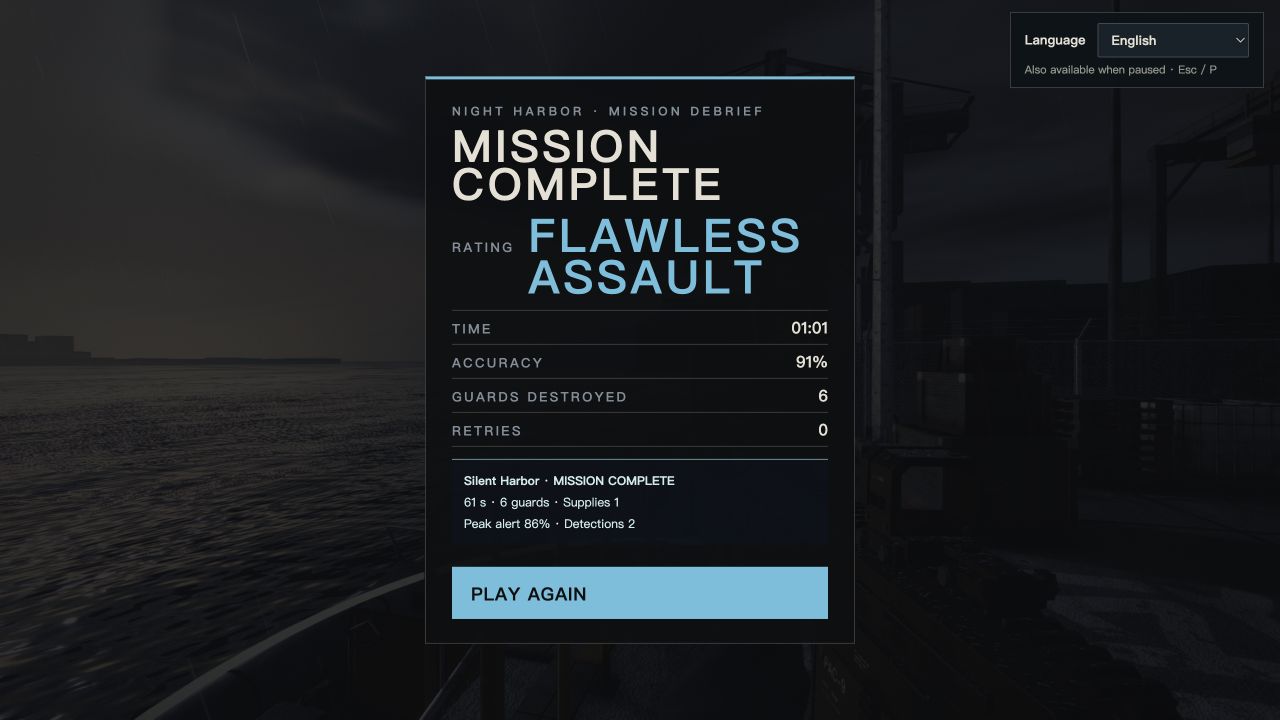 Language English
Also available when paused · Esc / P
NIGHT HARBOR · MISSION DEBRIEF
MISSION
COMPLETE
RATING FLAWLESS
ASSAULT
TIME 01:01
ACCURACY 91%
GUARDS DESTROYED 6
RETRIES 0
Silent Harbor · MISSION COMPLETE
61 s · 6 guards · Supplies 1
Peak alert 86% · Detections 2
PLAY AGAIN